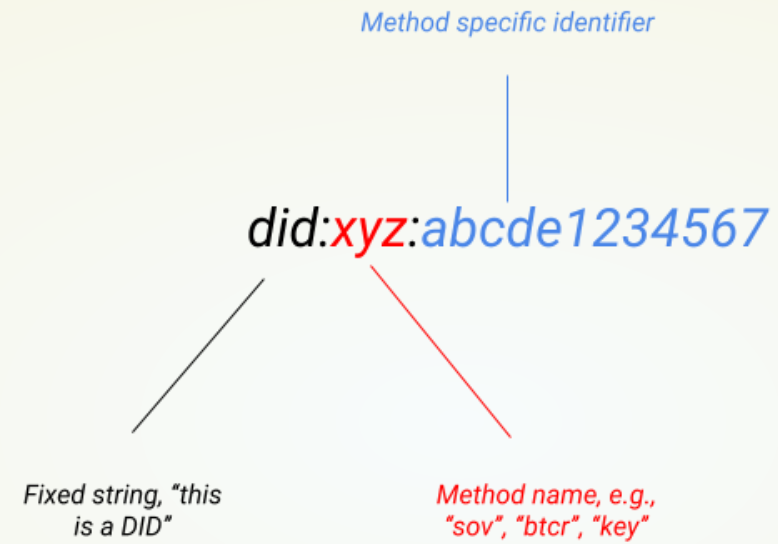 Method specific identifier
did:xyz:abcde1234567
Fixed string, “this
is a DID”
Method name, e.g.,
“sov”, “btcr”, “key”